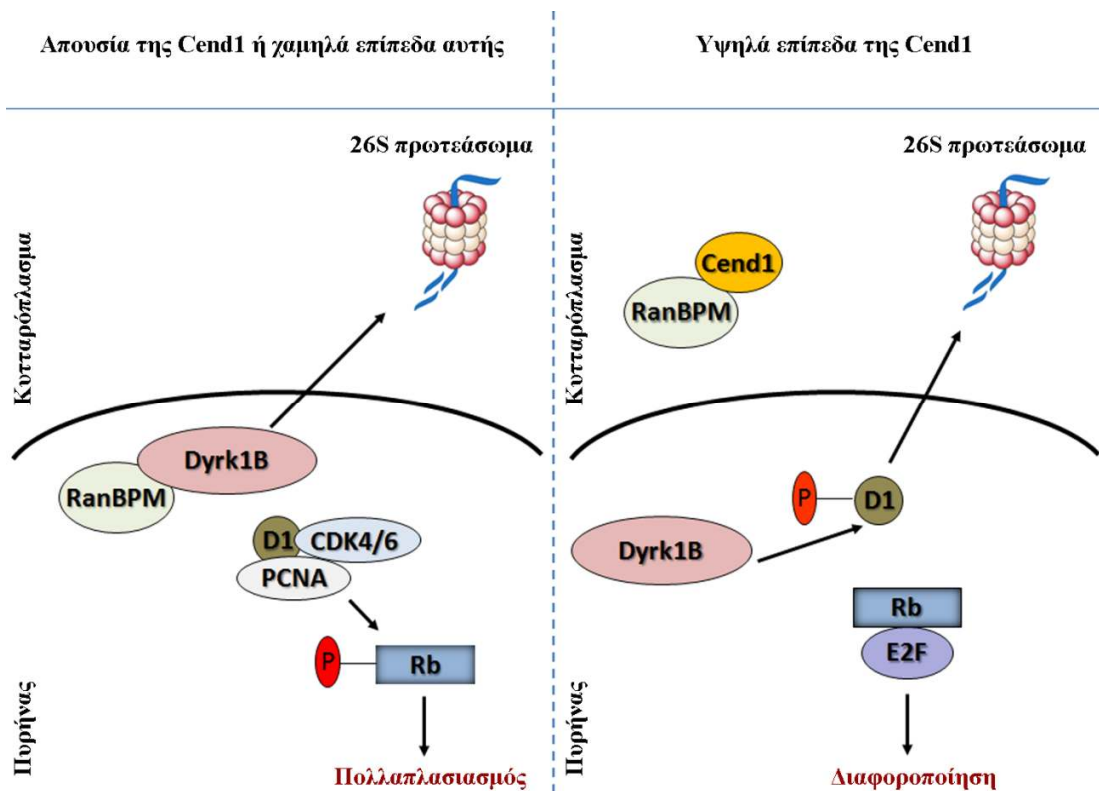 Απουσία της Cend1 ή χαμηλά επίπεδα αυτής
Υψηλά επίπεδα της Cend1
26S πρωτεάσωμα
Κυτταρόπλασμα
Dyrk1B
RanBPM
D1
CDK4/6
PCNA
P
Rb
Πυρήνας
Πολλαπλασιασμός
26S πρωτεάσωμα
Κυτταρόπλασμα
Cend1
RanBPM
P
D1
Dyrk1B
Rb
E2F
Πυρήνας
Διαφοροποίηση